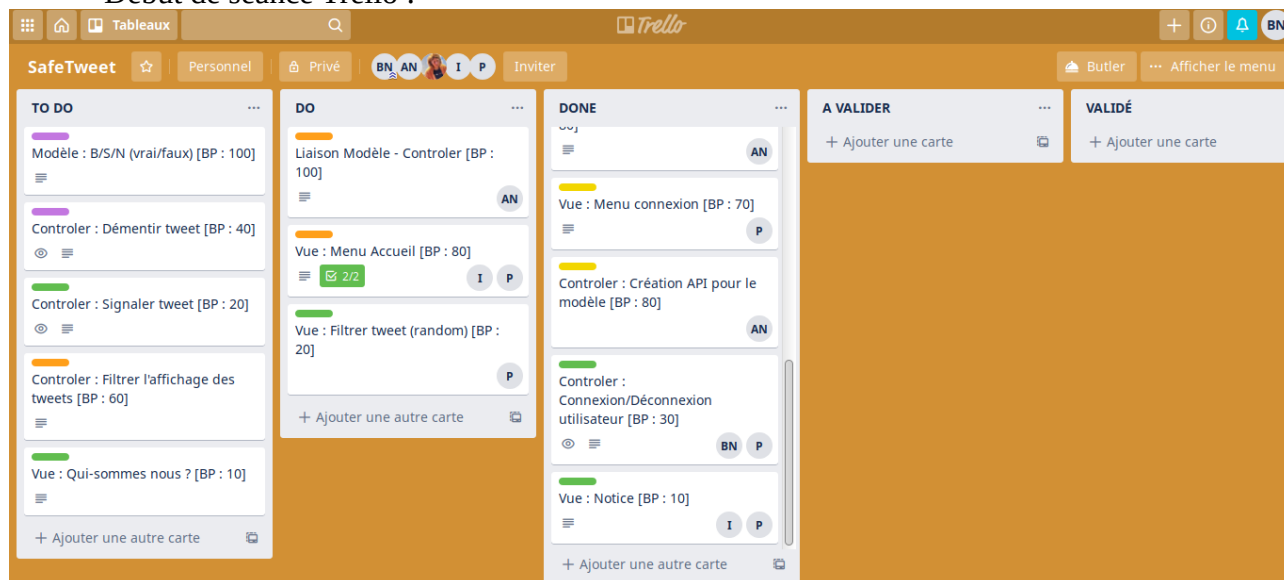 Début de séance Trello :
Tableaux
Trello
BN
SafeTweet
Personnel
Privé
BN AN I P
Inviter
Butler
Afficher le menu
TO DO
Modèle : B/S/N (vrai/faux) [BP : 100]
Controler : Démentir tweet [BP : 40]
Controler : Signaler tweet [BP : 20]
Controler : Filtrer l'affichage des
tweets [BP : 60]
Vue : Qui-sommes nous ? [BP : 10]
+ Ajouter une autre carte
DO
Liaison Modèle - Controler [BP :
100]
AN
Vue : Menu Accueil [BP : 80]
2/2
I P
Vue : Filtrer tweet (random) [BP :
20]
P
+ Ajouter une autre carte
DONE
80]
AN
Vue : Menu connexion [BP : 70]
P
Controler : Création API pour le
modèle [BP : 80]
AN
Controler :
Connexion/Déconnexion
utilisateur [BP : 30]
BN P
Vue : Notice [BP : 10]
I P
+ Ajouter une autre carte
A VALIDER
+ Ajouter une carte
VALIDÉ
+ Ajouter une carte